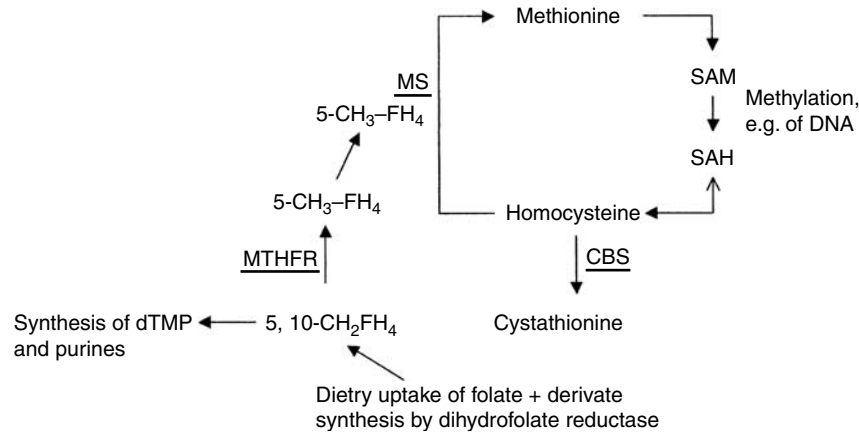 Methionine
MS
SAM
5-CH₃–FH₄
Methylation,
e.g. of DNA
SAH
5-CH₃–FH₄
Homocysteine
MTHFR
CBS
Synthesis of dTMP
and purines
5, 10-CH₂FH₄
Cystathionine
Dietry uptake of folate + derivate
synthesis by dihydrofolate reductase